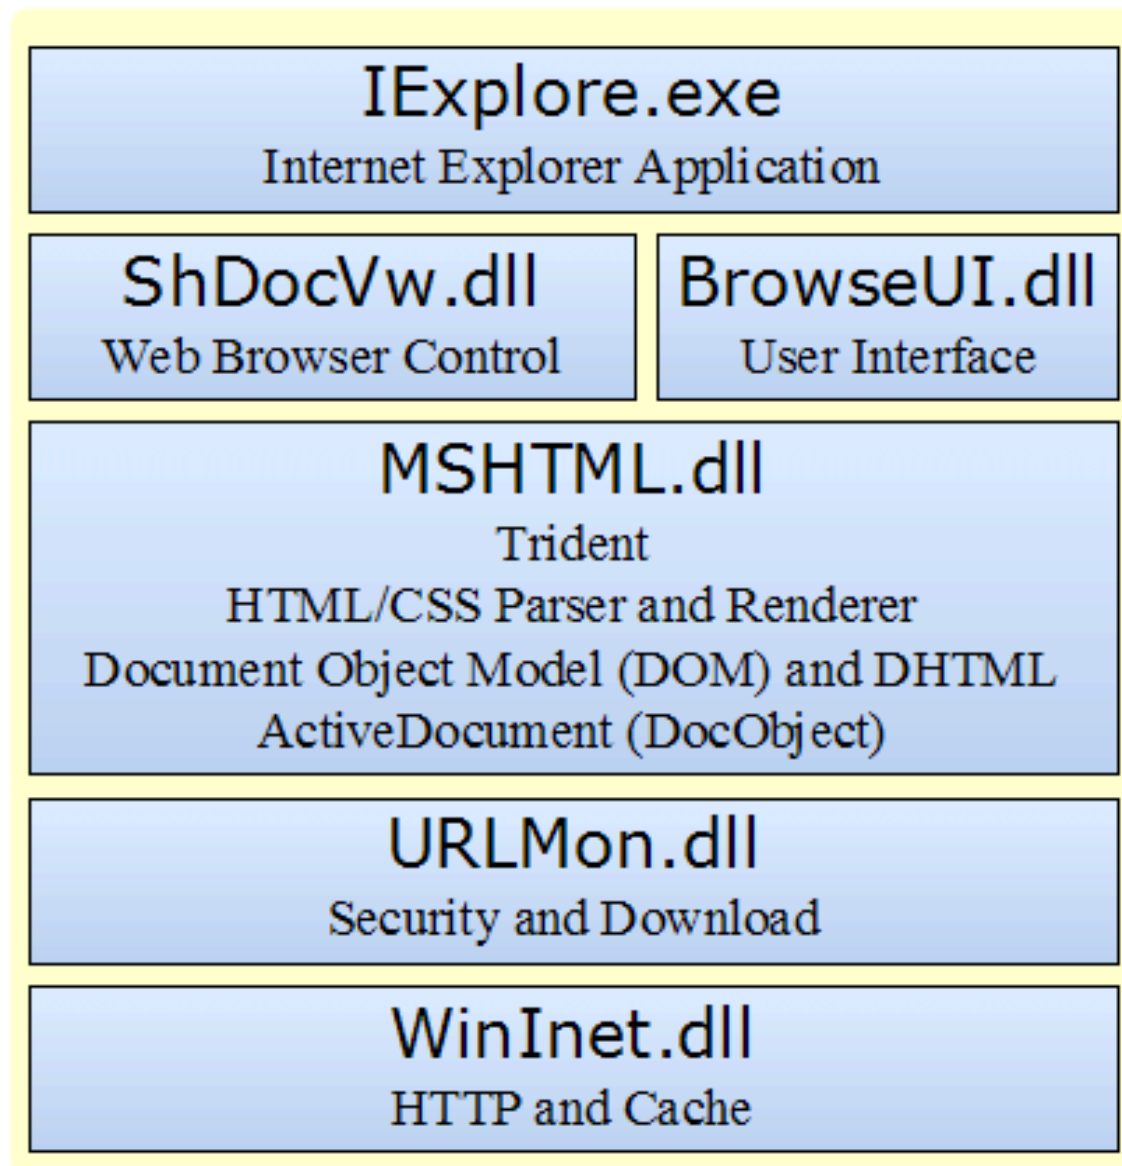 IExplore.exe
Internet Explorer Application
ShDocVw.dll
Web Browser Control
BrowseUI.dll
User Interface
MSHTML.dll
Trident
HTML/CSS Parser and Renderer
Document Object Model (DOM) and DHTML
ActiveDocument (DocObject)
URLMon.dll
Security and Download
WinInet.dll
HTTP and Cache